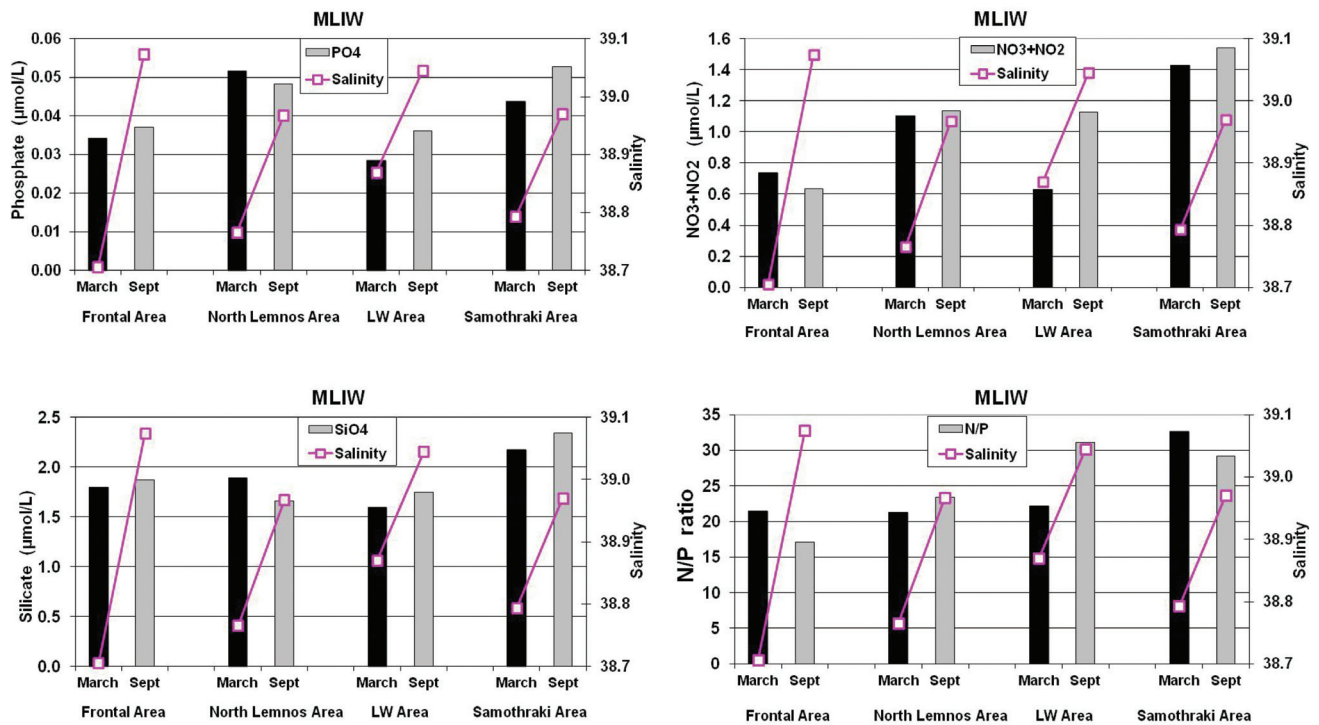 MLIW
Phosphate (µmol/L)
0.06
0.05
0.04
0.03
0.02
0.01
0.00
PO4
Salinity
39.1
39.0
38.9
38.8
38.7
Salinity
March Sept March Sept March Sept March Sept
Frontal Area North Lemnos Area LW Area Samothraki Area
MLIW
NO3+NO2 (µmol/L)
1.6
1.4
1.2
1.0
0.8
0.6
0.4
0.2
0.0
NO3+NO2
Salinity
39.1
39.0
38.9
38.8
38.7
Salinity
March Sept March Sept March Sept March Sept
Frontal Area North Lemnos Area LW Area Samothraki Area
MLIW
Silicate (µmol/L)
2.5
2.0
1.5
1.0
0.5
0.0
SiO4
Salinity
39.1
39.0
38.9
38.8
38.7
Salinity
March Sept March Sept March Sept March Sept
Frontal Area North Lemnos Area LW Area Samothraki Area
MLIW
N/P ratio
35
30
25
20
15
10
5
0
N/P
Salinity
39.1
39.0
38.9
38.8
38.7
Salinity
March Sept March Sept March Sept March Sept
Frontal Area North Lemnos Area LW Area Samothraki Area